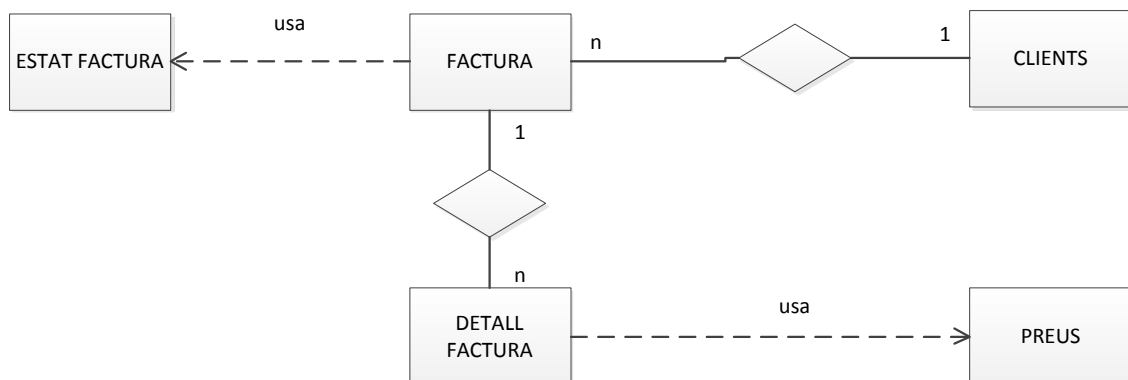 usa
ESTAT FACTURA
FACTURA
n
1
CLIENTS
1
n
DETALL
FACTURA
usa
PREUS